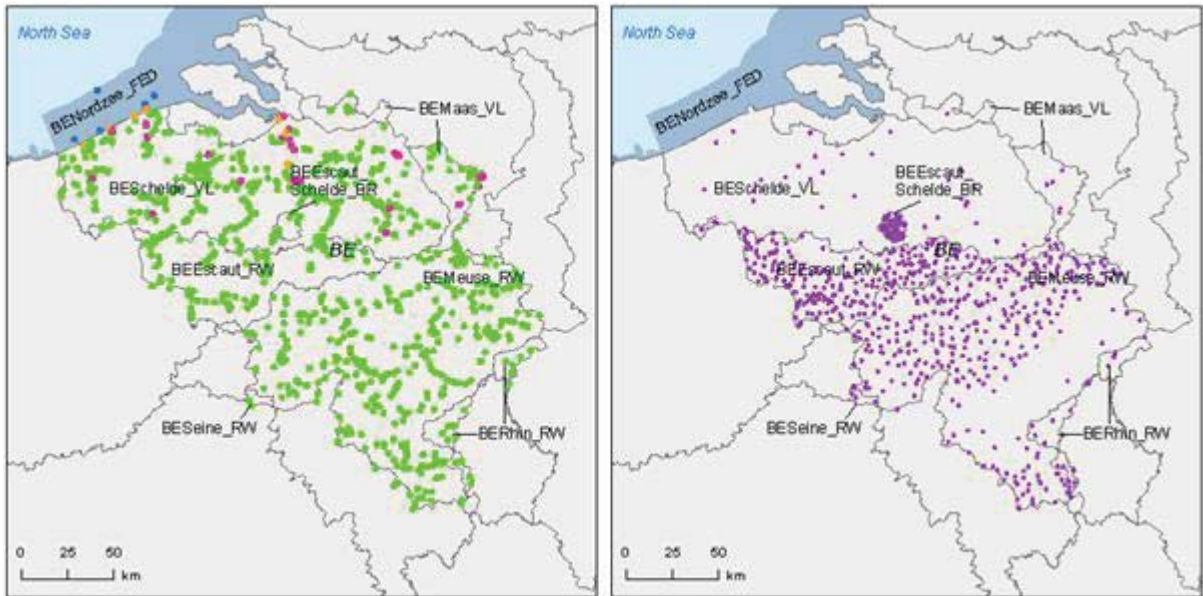 North Sea
BENordzee_FED
BEMaas_VL
BESchelde_VL
BEEscaut_
Schelde_BR
BE
BEEscaut_RW
BEMeuse_RW
BESeine_RW
BERhin_RW
0 25 50
km
North Sea
BENordzee_FED
BEMaas_VL
BESchelde_VL
BEEscaut_
Schelde_BR
BE
BEEscaut_RW
BEMeuse_RW
BESeine_RW
BERhin_RW
0 25 50
km